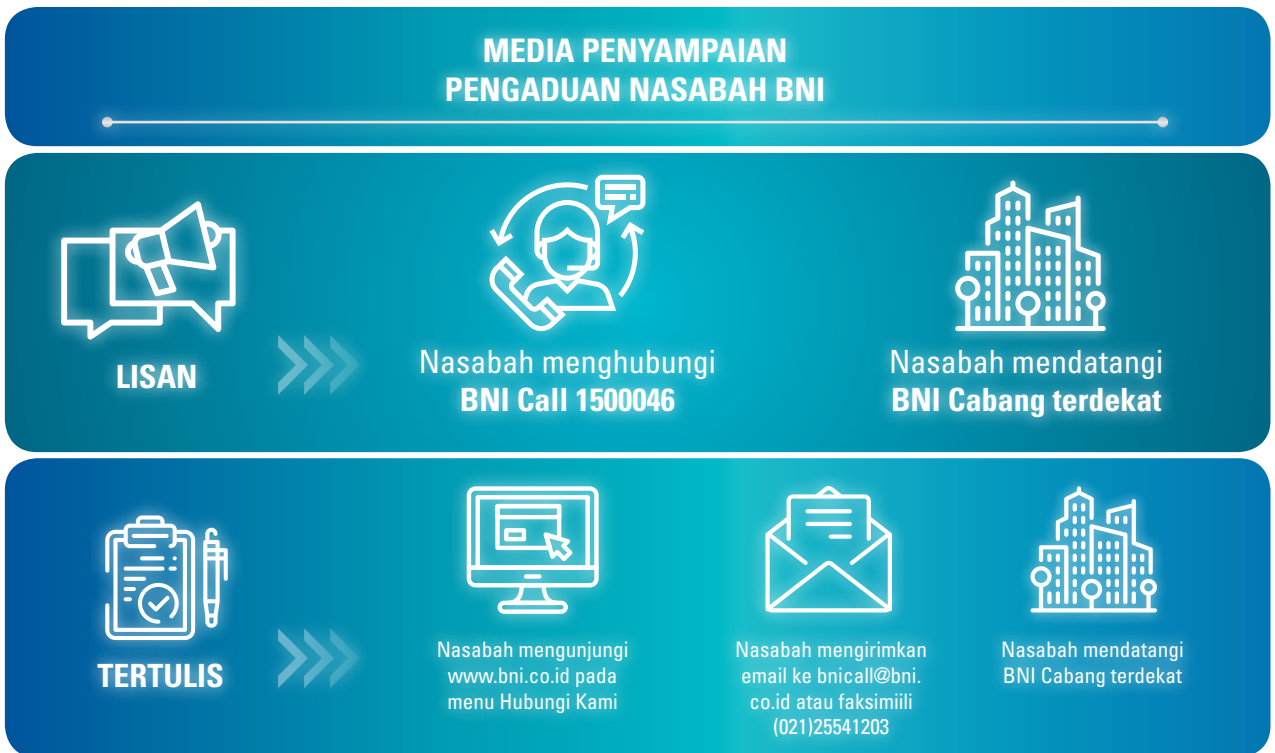 MEDIA PENYAMPAIAN
PENGADUAN NASABAH BNI
LISAN
Nasabah menghubungi
BNI Call 1500046
Nasabah mendatangi
BNI Cabang terdekat
TERTULIS
Nasabah mengunjungi
www.bni.co.id pada
menu Hubungi Kami
Nasabah mengirimkan
email ke bnicall@bni.
co.id atau faksimiili
(021)25541203
Nasabah mendatangi
BNI Cabang terdekat